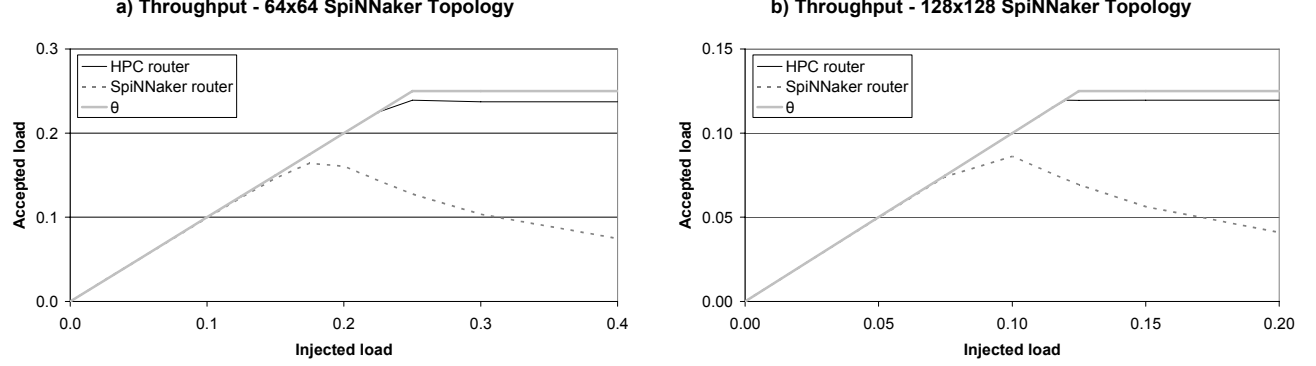 a) Throughput - 64x64 SpiNNaker Topology
0.3
0.2
0.1
0.0
Accepted load
HPC router
SpiNNaker router
θ
0.0 0.1 0.2 0.3 0.4
Injected load
b) Throughput - 128x128 SpiNNaker Topology
0.15
0.10
0.05
0.00
Accepted load
HPC router
SpiNNaker router
θ
0.00 0.05 0.10 0.15 0.20
Injected load